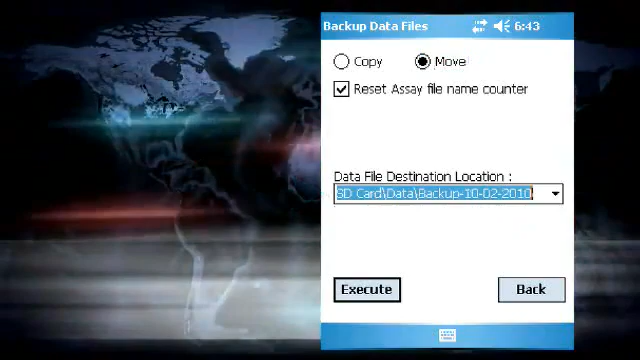 Backup Data Files 6:43
Copy Move
Reset Assay file name counter
Data File Destination Location :
SD Card\Data\Backup-10-02-2010
Execute Back